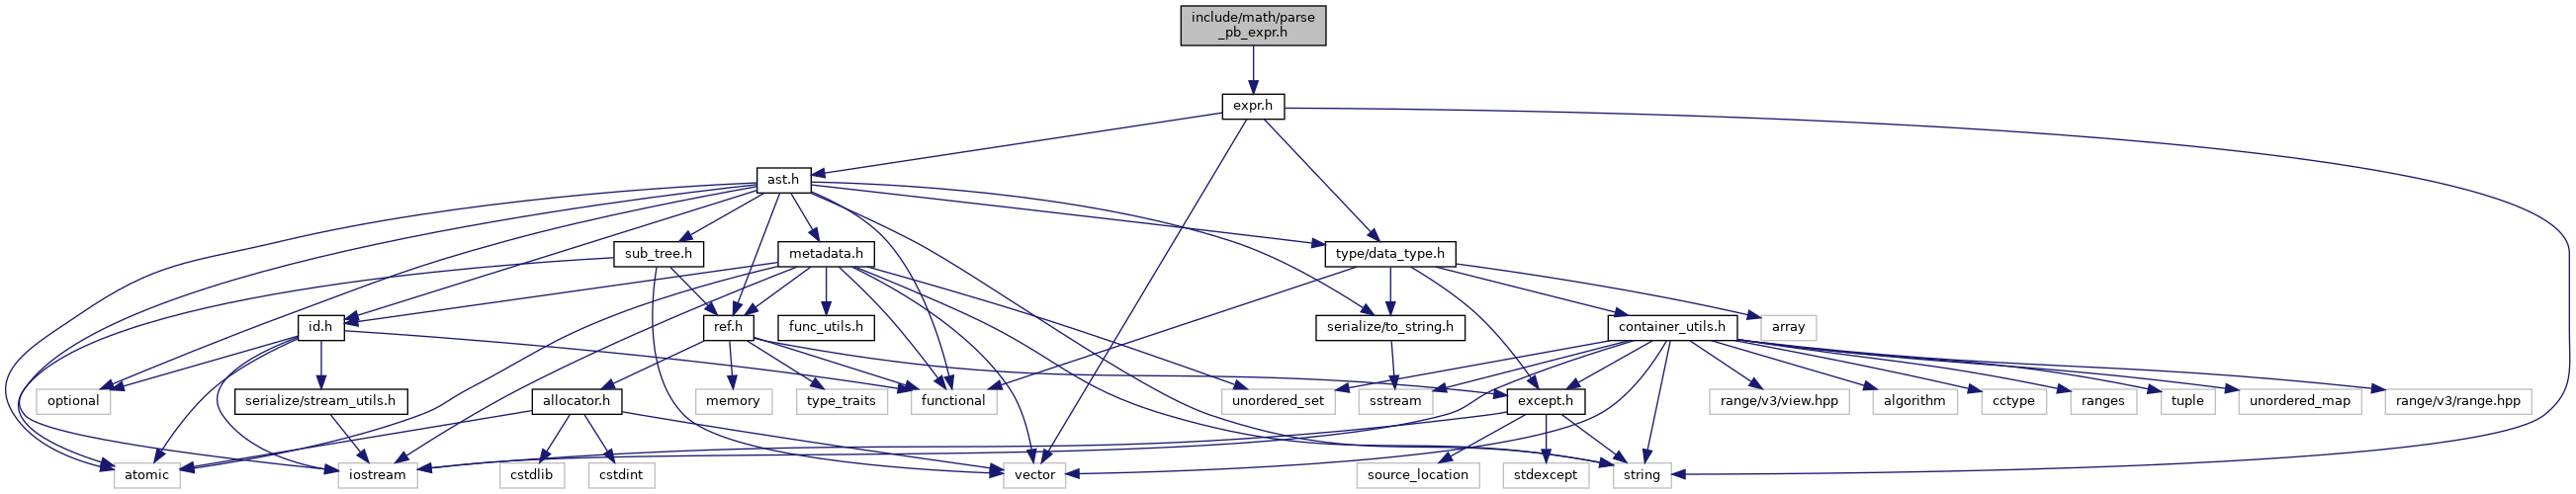 include/math/parse
_pb_expr.h
expr.h
ast.h
sub_tree.h
metadata.h
type/data_type.h
id.h
ref.h
func_utils.h
serialize/to_string.h
container_utils.h
array
optional
serialize/stream_utils.h
allocator.h
memory
type_traits
functional
unordered_set
sstream
except.h
range/v3/view.hpp
algorithm
cctype
ranges
tuple
unordered_map
range/v3/range.hpp
atomic
iostream
cstdlib
cstdint
vector
source_location
stdexcept
string